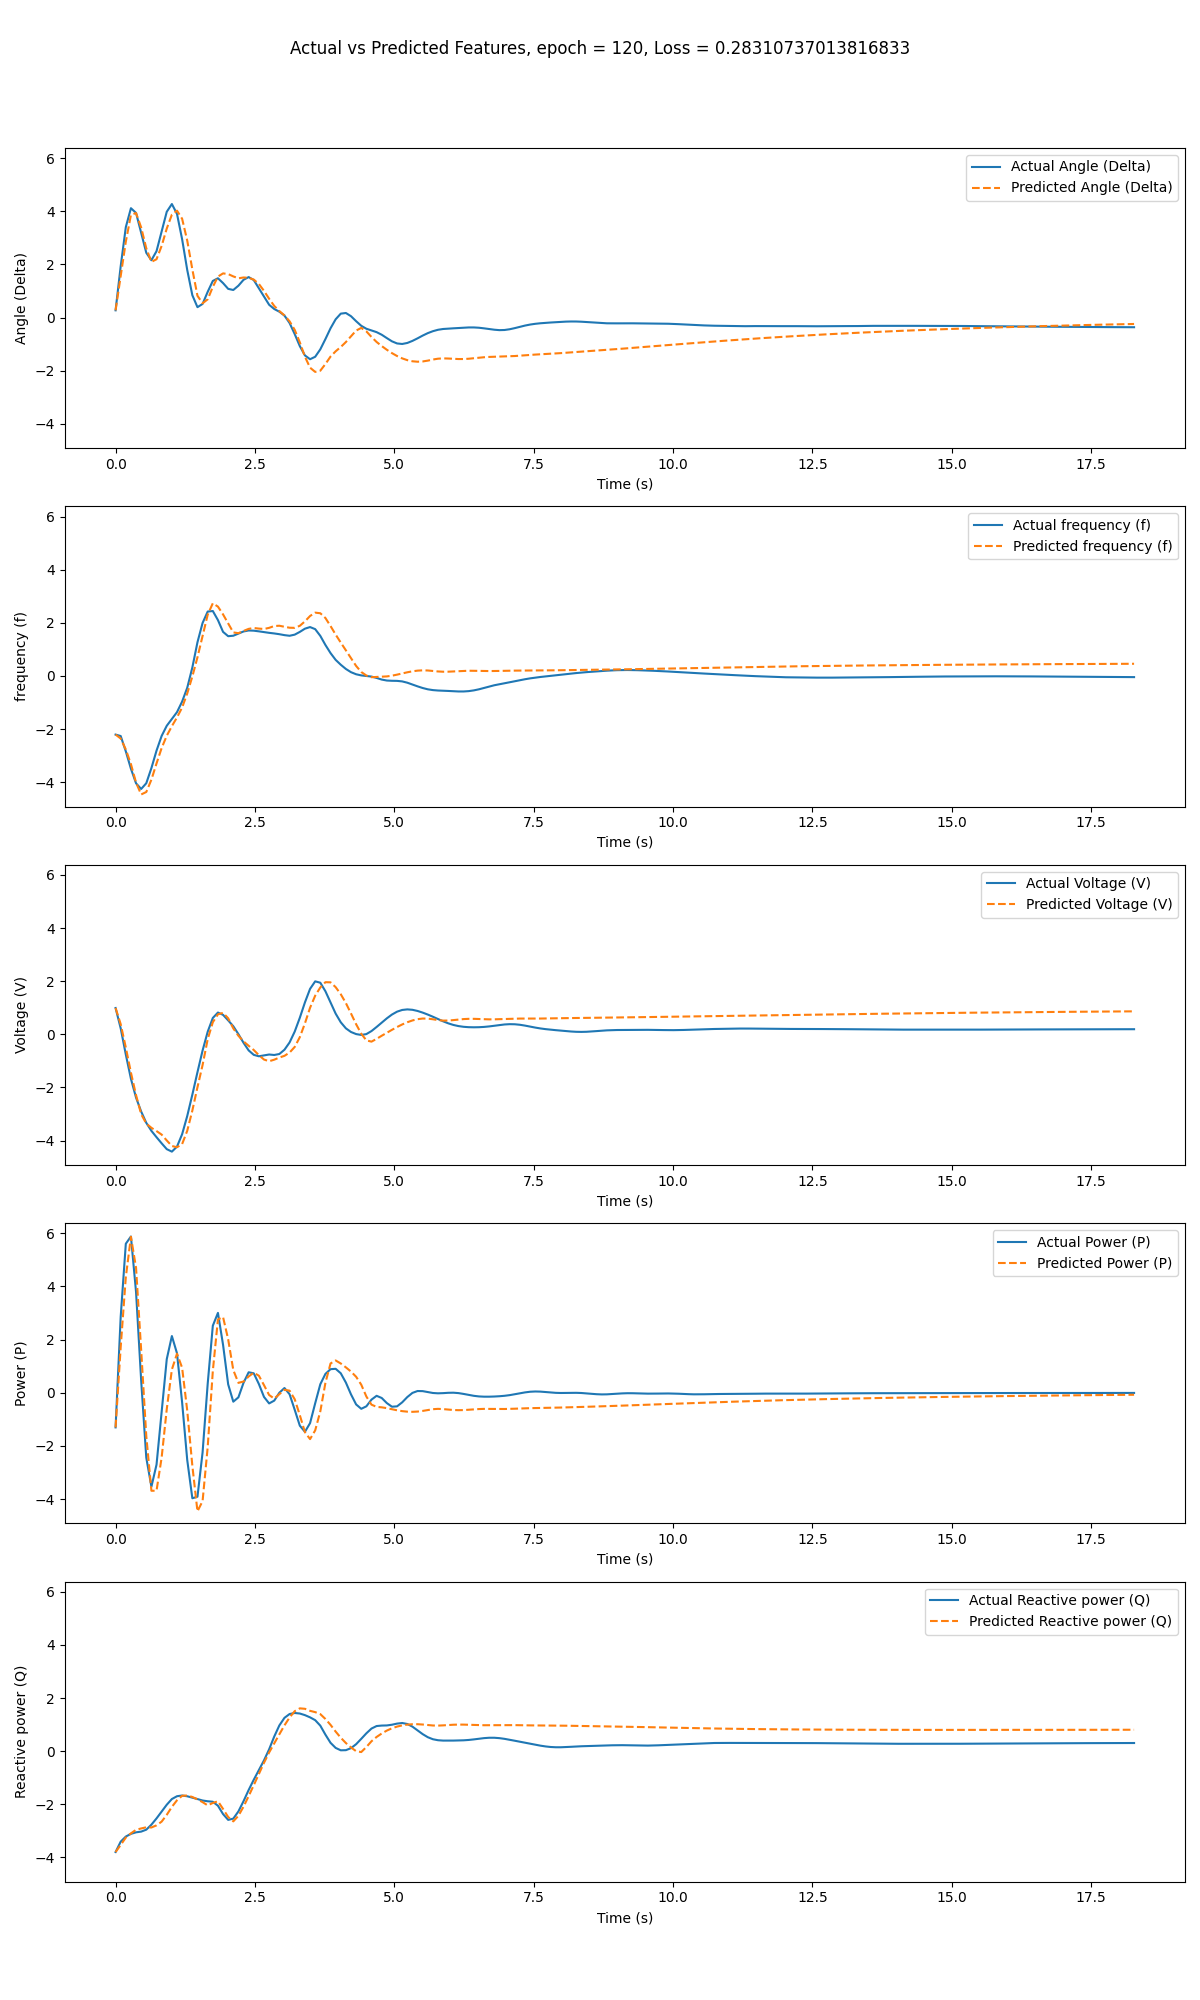 Actual vs Predicted Features, epoch = 120, Loss = 0.28310737013816833
6
4
2
0
−2
−4
Angle (Delta)
Actual Angle (Delta)
Predicted Angle (Delta)
0.0 2.5 5.0 7.5 10.0 12.5 15.0 17.5
Time (s)
6
4
2
0
−2
−4
frequency (f)
Actual frequency (f)
Predicted frequency (f)
0.0 2.5 5.0 7.5 10.0 12.5 15.0 17.5
Time (s)
6
4
2
0
−2
−4
Voltage (V)
Actual Voltage (V)
Predicted Voltage (V)
0.0 2.5 5.0 7.5 10.0 12.5 15.0 17.5
Time (s)
6
4
2
0
−2
−4
Power (P)
Actual Power (P)
Predicted Power (P)
0.0 2.5 5.0 7.5 10.0 12.5 15.0 17.5
Time (s)
6
4
2
0
−2
−4
Reactive power (Q)
Actual Reactive power (Q)
Predicted Reactive power (Q)
0.0 2.5 5.0 7.5 10.0 12.5 15.0 17.5
Time (s)